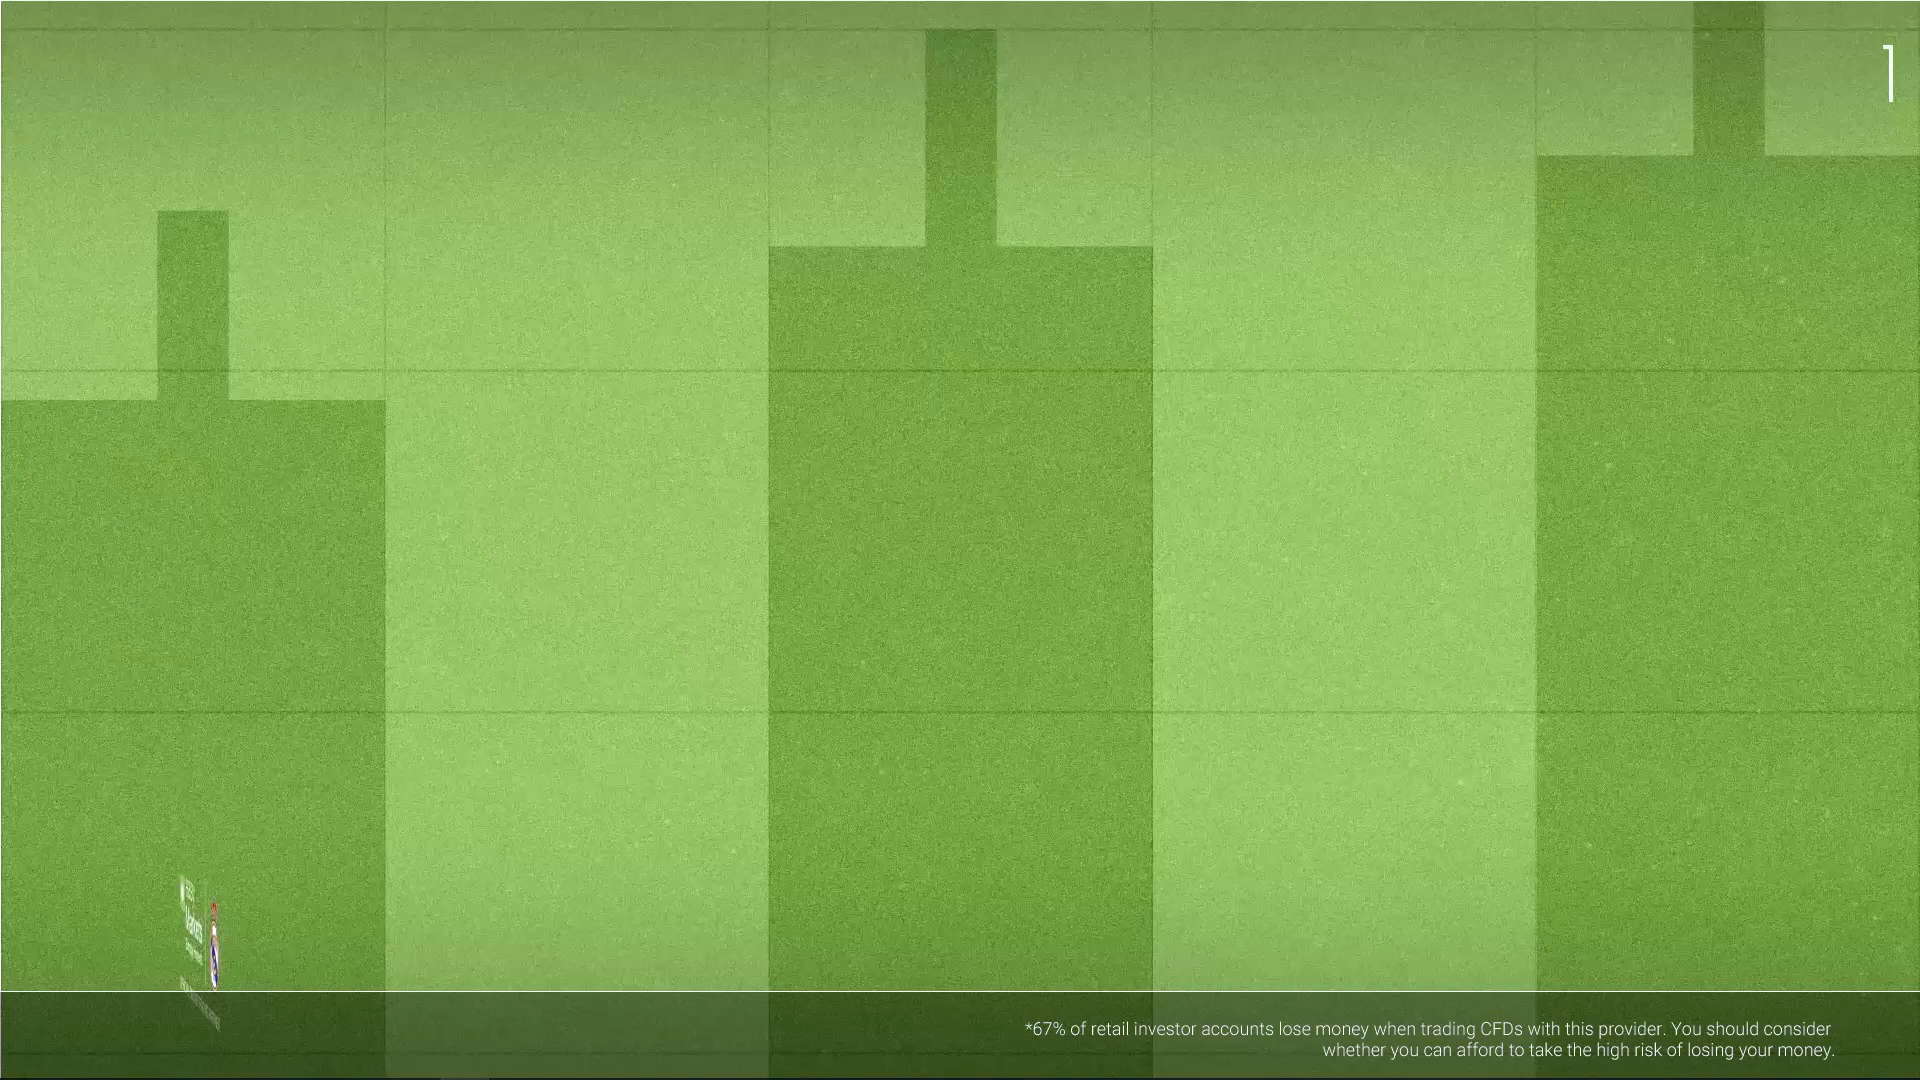 1
*67% of retail investor accounts lose money when trading CFDs with this provider. You should consider
whether you can afford to take the high risk of losing your money.